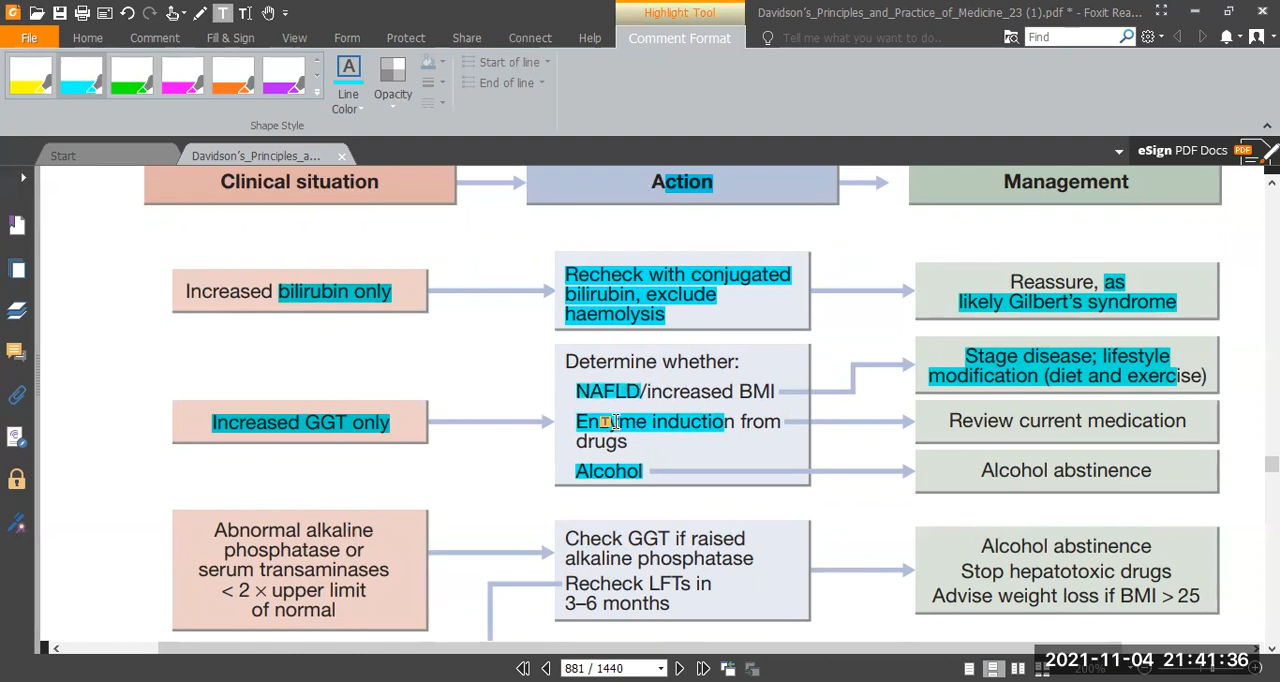 Highlight Tool
Davidson's_Principles_and_Practice_of_Medicine_23 (1).pdf * - Foxit Rea...
File Home Comment Fill & Sign View Form Protect Share Connect Help Comment Format Tell me what you want to do.. Find
Line
Color
Opacity
Start of line
End of line
Shape Style
Start
Davidson's_Principles_a...
eSign PDF Docs
PDF
Clinical situation
Action
Management
Increased bilirubin only
Recheck with conjugated
bilirubin, exclude
haemolysis
Reassure, as
likely Gilbert's syndrome
Increased GGT only
Determine whether:
NAFLD/increased BMI
Enzyme induction from
drugs
Alcohol
Stage disease; lifestyle
modification (diet and exercise)
Review current medication
Alcohol abstinence
Abnormal alkaline
phosphatase or
serum transaminases
< 2 × upper limit
of normal
Check GGT if raised
alkaline phosphatase
Recheck LFTs in
3–6 months
Alcohol abstinence
Stop hepatotoxic drugs
Advise weight loss if BMI > 25
881 / 1440
200%
2021-11-04 21:41:36